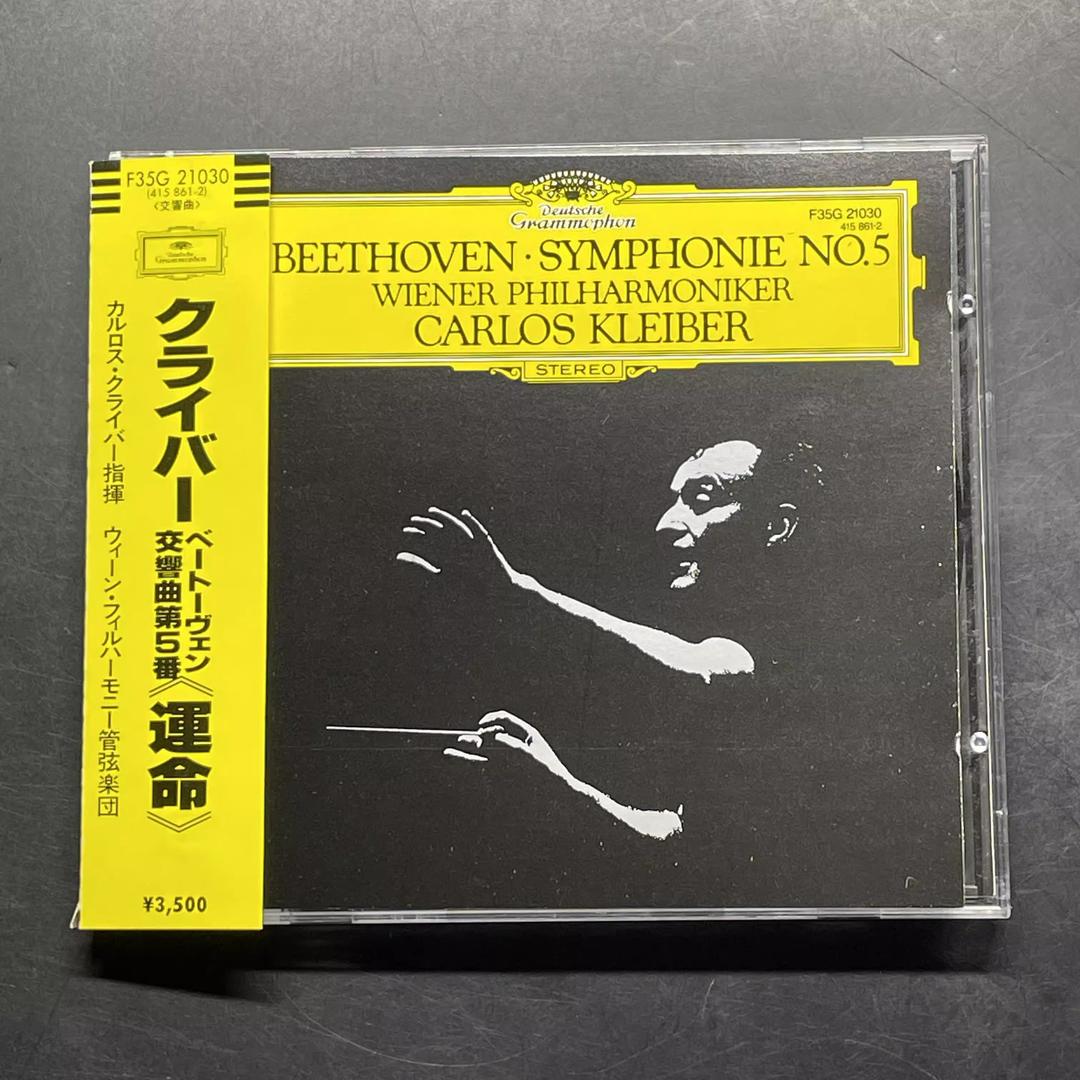 F35G 21030
(415 861-2)
〈交響曲〉
Deutsche
Grammophon
クライバー
ベートーヴェン
交響曲第5番
《運命》
カルロス・クライバー指揮 ウィーン・フィルハーモニー管弦楽団
¥3,500
Deutsche
Grammophon
F35G 21030
415 861-2
BEETHOVEN · SYMPHONIE NO.5
WIENER PHILHARMONIKER
CARLOS KLEIBER
STEREO